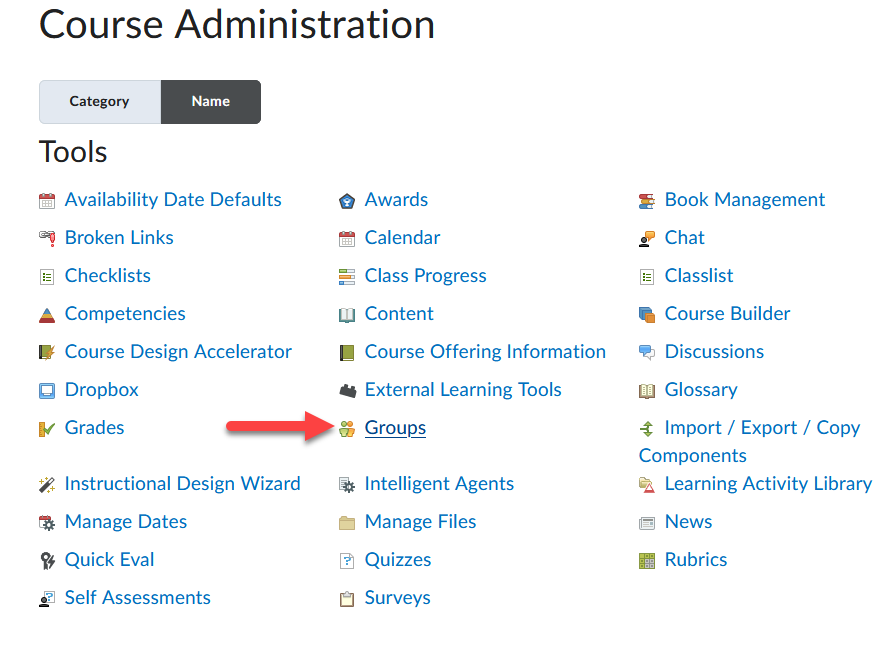 Course Administration
Category Name
Tools
Availability Date Defaults Awards Book Management
Broken Links Calendar Chat
Checklists Class Progress Classlist
Competencies Content Course Builder
Course Design Accelerator Course Offering Information Discussions
Dropbox External Learning Tools Glossary
Grades Groups Import / Export / Copy
Components
Instructional Design Wizard Intelligent Agents Learning Activity Library
Manage Dates Manage Files News
Quick Eval Quizzes Rubrics
Self Assessments Surveys